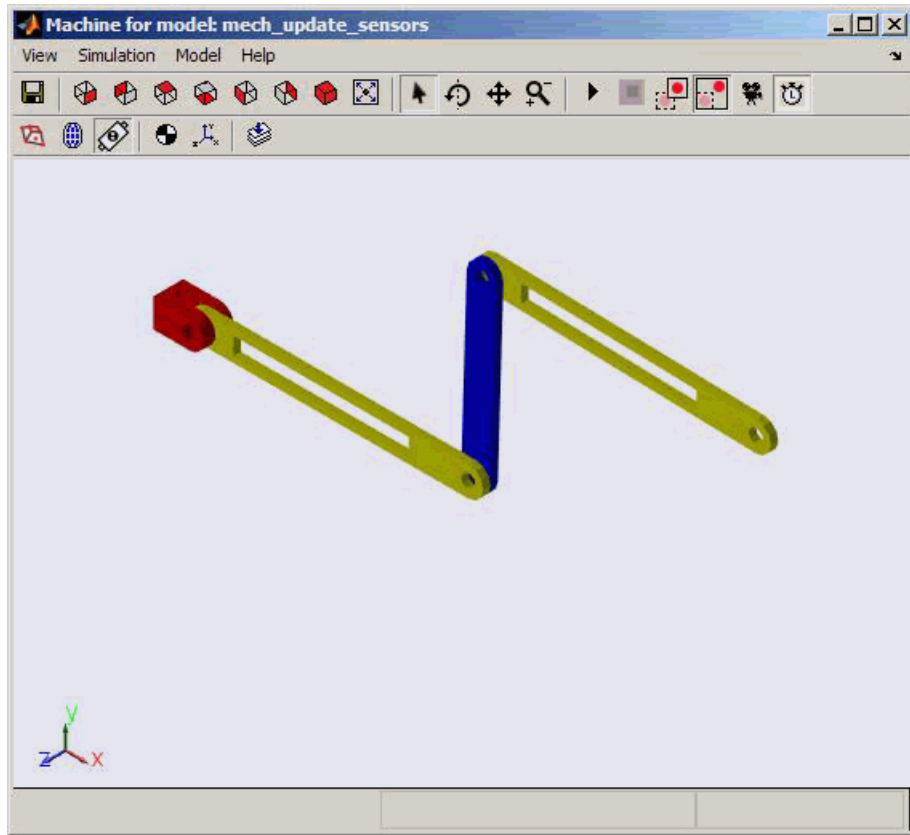 Machine for model: mech_update_sensors
View Simulation Model Help
y
z x